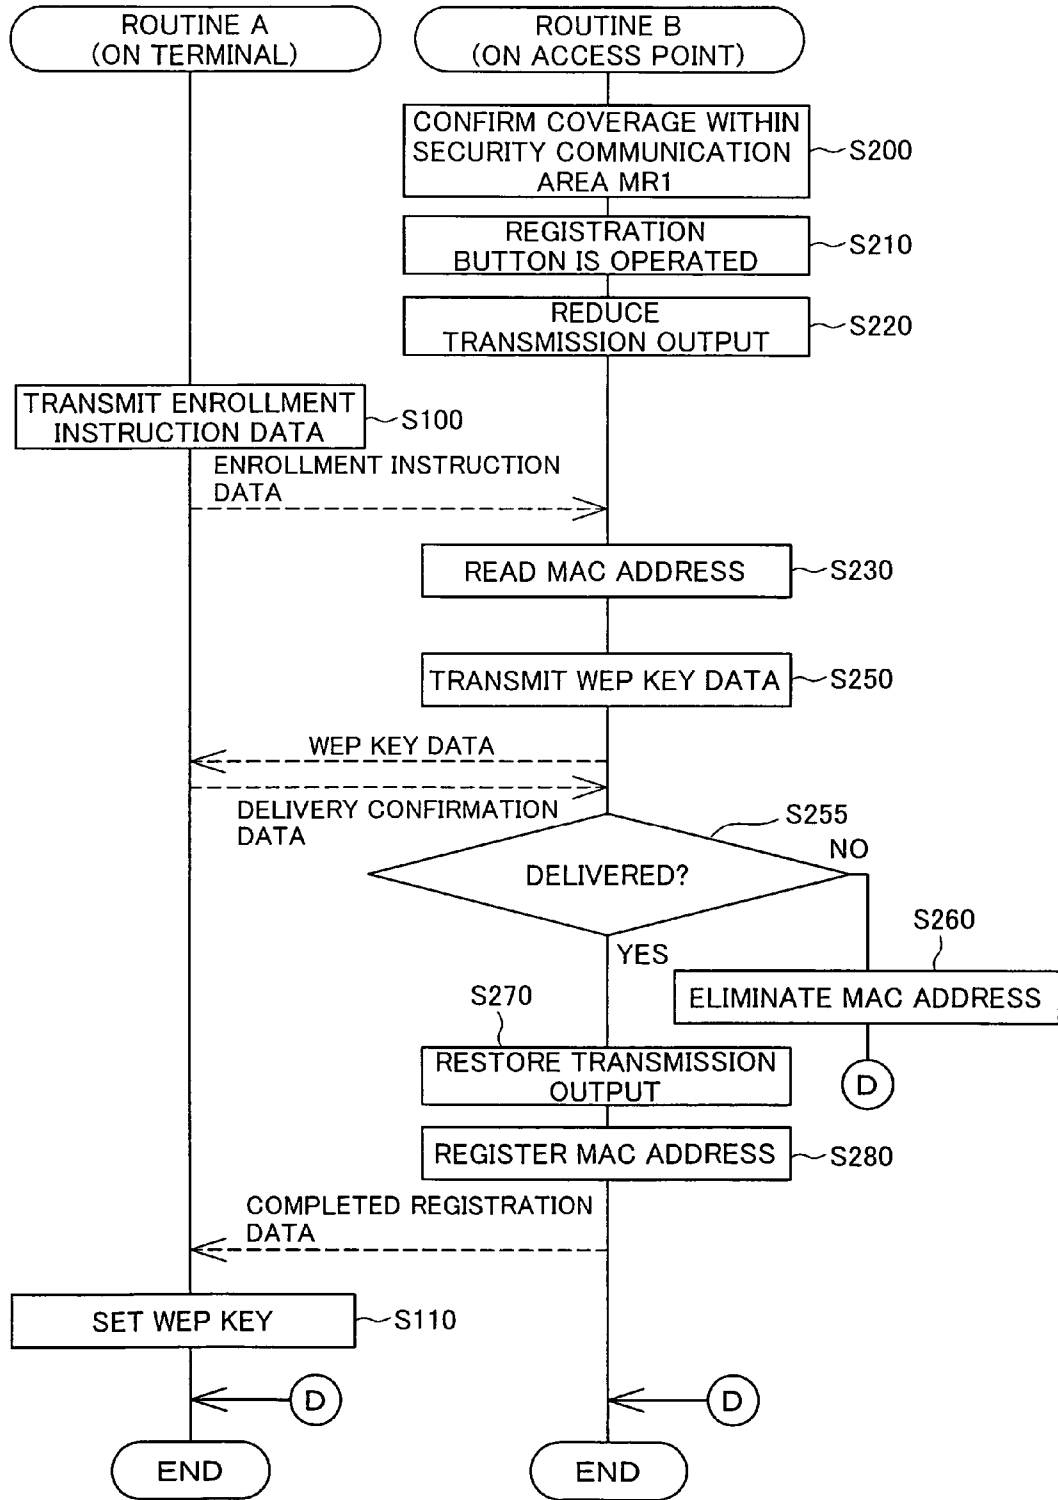 ROUTINE A
(ON TERMINAL)
ROUTINE B
(ON ACCESS POINT)
CONFIRM COVERAGE WITHIN
SECURITY COMMUNICATION
AREA MR1
S200
REGISTRATION
BUTTON IS OPERATED
S210
REDUCE
TRANSMISSION OUTPUT
S220
TRANSMIT ENROLLMENT
INSTRUCTION DATA
S100
ENROLLMENT INSTRUCTION
DATA
READ MAC ADDRESS
S230
TRANSMIT WEP KEY DATA
S250
WEP KEY DATA
DELIVERY CONFIRMATION
DATA
S255
DELIVERED?
NO
YES
S260
ELIMINATE MAC ADDRESS
D
S270
RESTORE TRANSMISSION
OUTPUT
REGISTER MAC ADDRESS
S280
COMPLETED REGISTRATION
DATA
SET WEP KEY
S110
D
D
END
END